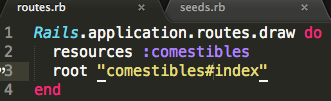 routes.rb × seeds.rb ×
1 Rails.application.routes.draw do
2 resources :comestibles
3 root "comestibles#index"
4 end